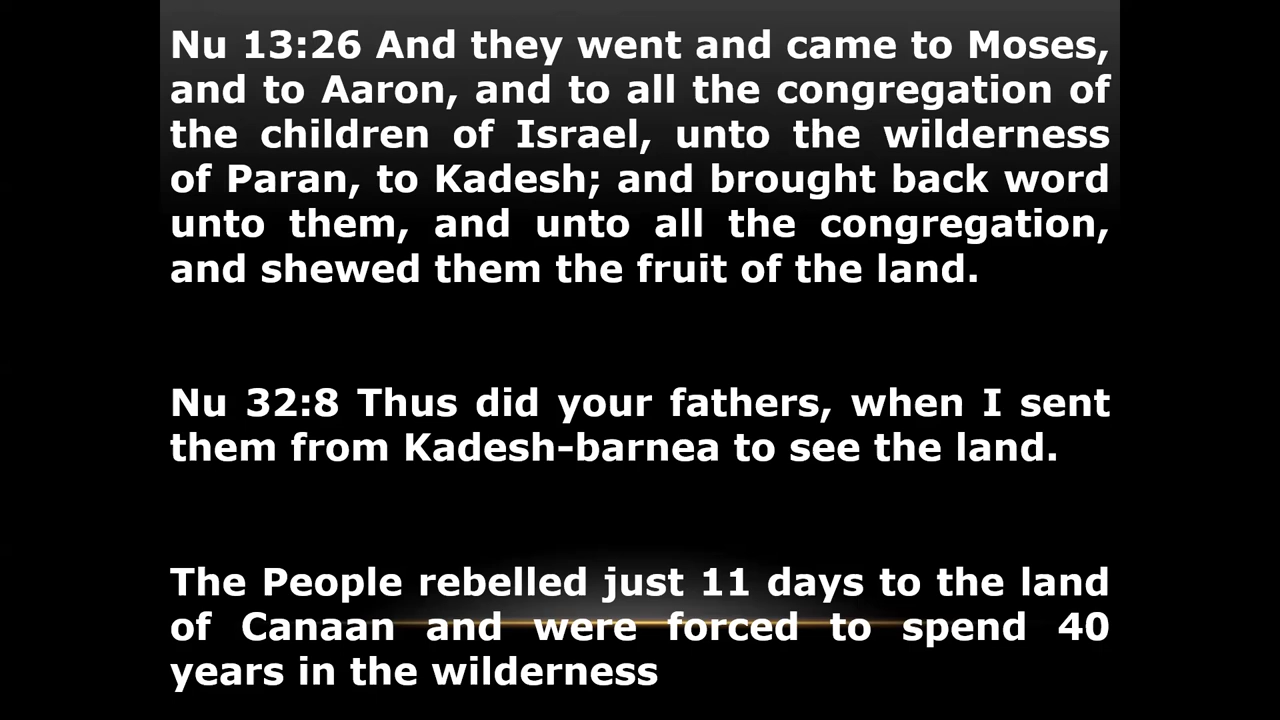 Nu 13:26 And they went and came to Moses,
and to Aaron, and to all the congregation of
the children of Israel, unto the wilderness
of Paran, to Kadesh; and brought back word
unto them, and unto all the congregation,
and shewed them the fruit of the land.
Nu 32:8 Thus did your fathers, when I sent
them from Kadesh-barnea to see the land.
The People rebelled just 11 days to the land
of Canaan and were forced to spend 40
years in the wilderness